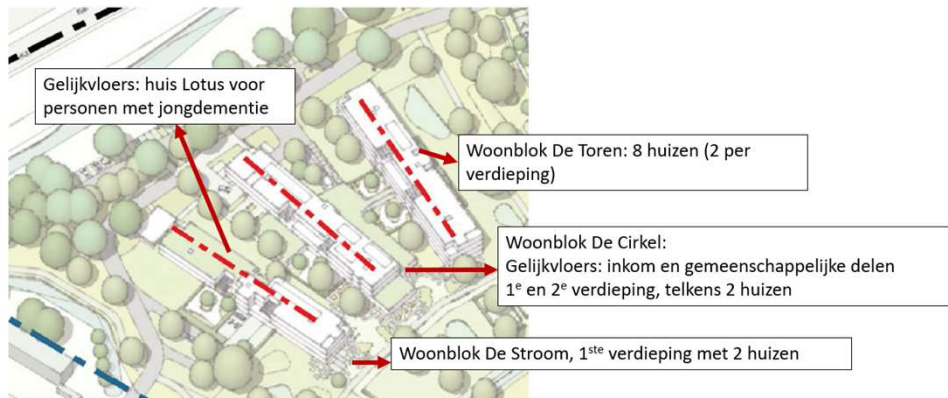 Gelijkvloers: huis Lotus voor
personen met jongdementie
Woonblok De Toren: 8 huizen (2 per
verdieping)
Woonblok De Cirkel:
Gelijkvloers: inkom en gemeenschappelijke delen
1e en 2e verdieping, telkens 2 huizen
Woonblok De Stroom, 1ste verdieping met 2 huizen